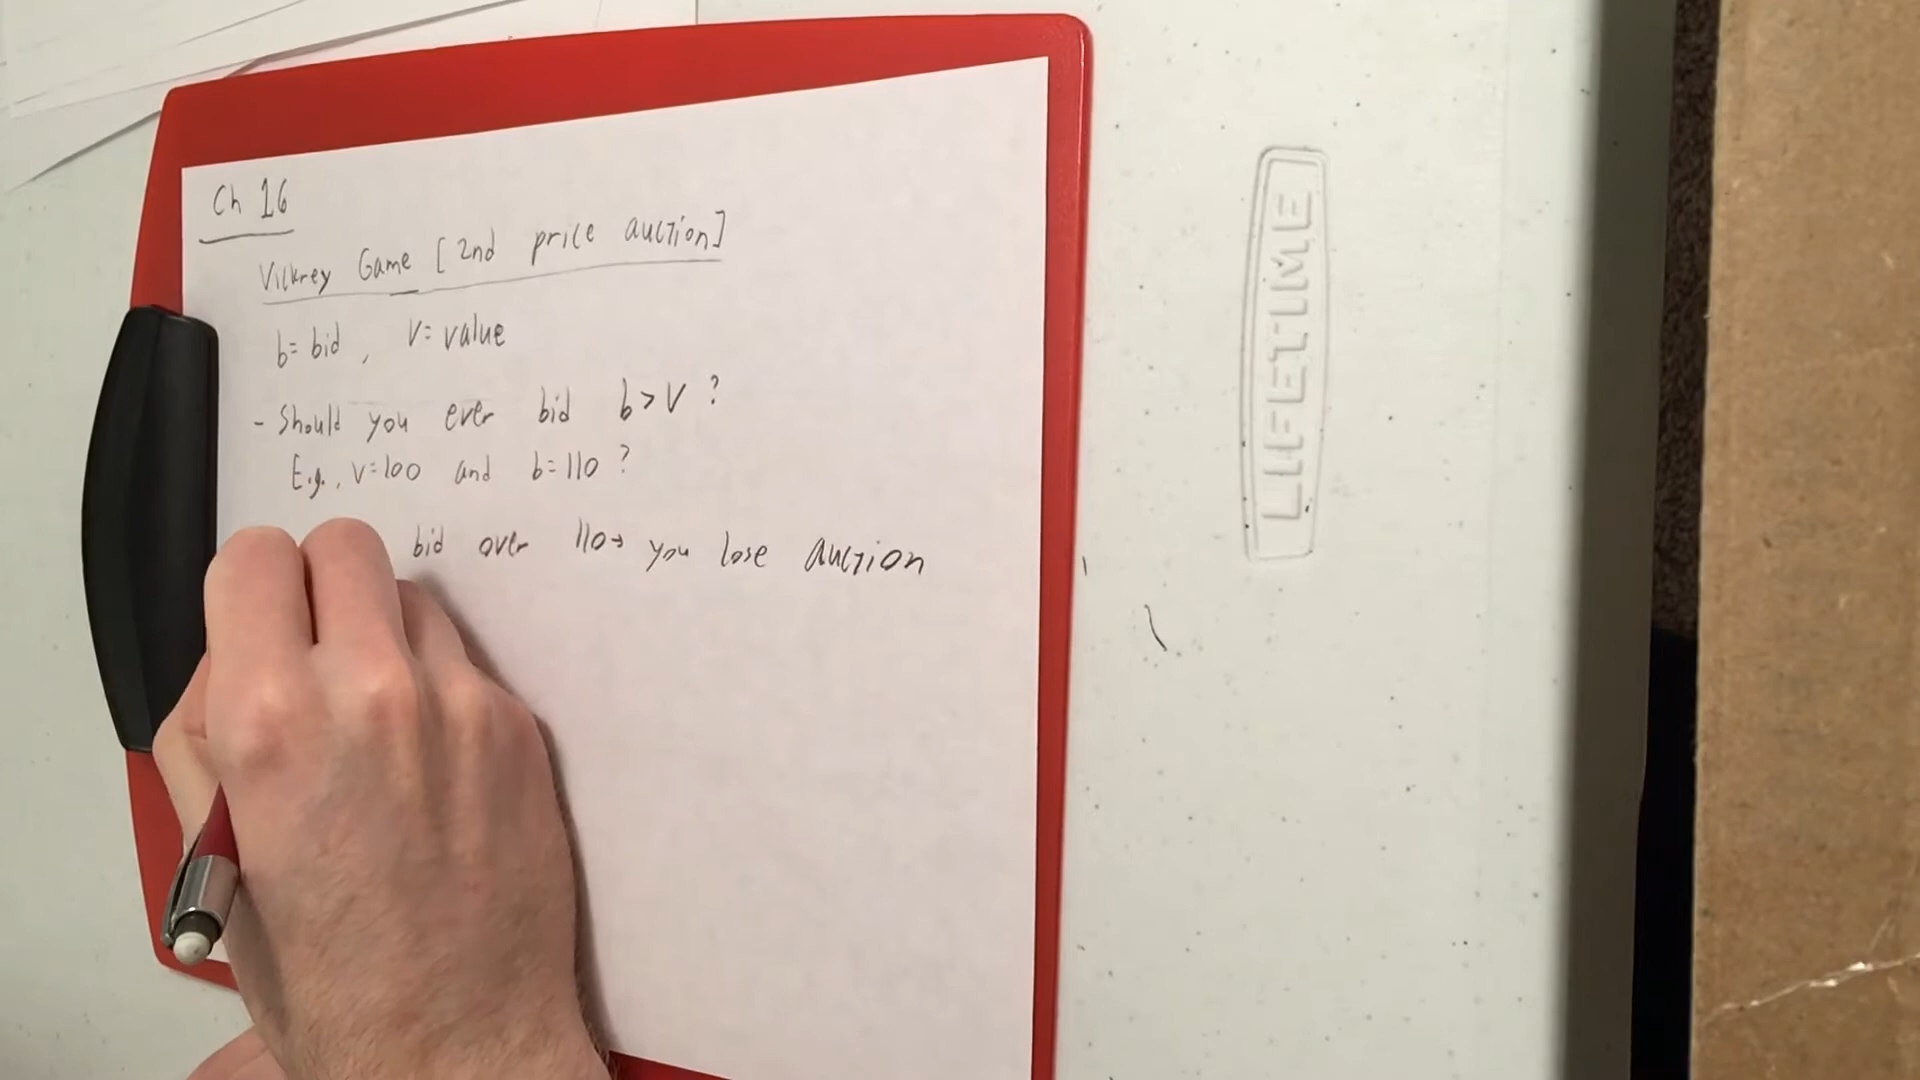 Ch 16
Vickrey Game [2nd price auction]
b= bid, v= value
- Should you ever bid b>v?
E.g., v=100 and b=110?
bid over 110→ you lose auction
LIFETIME